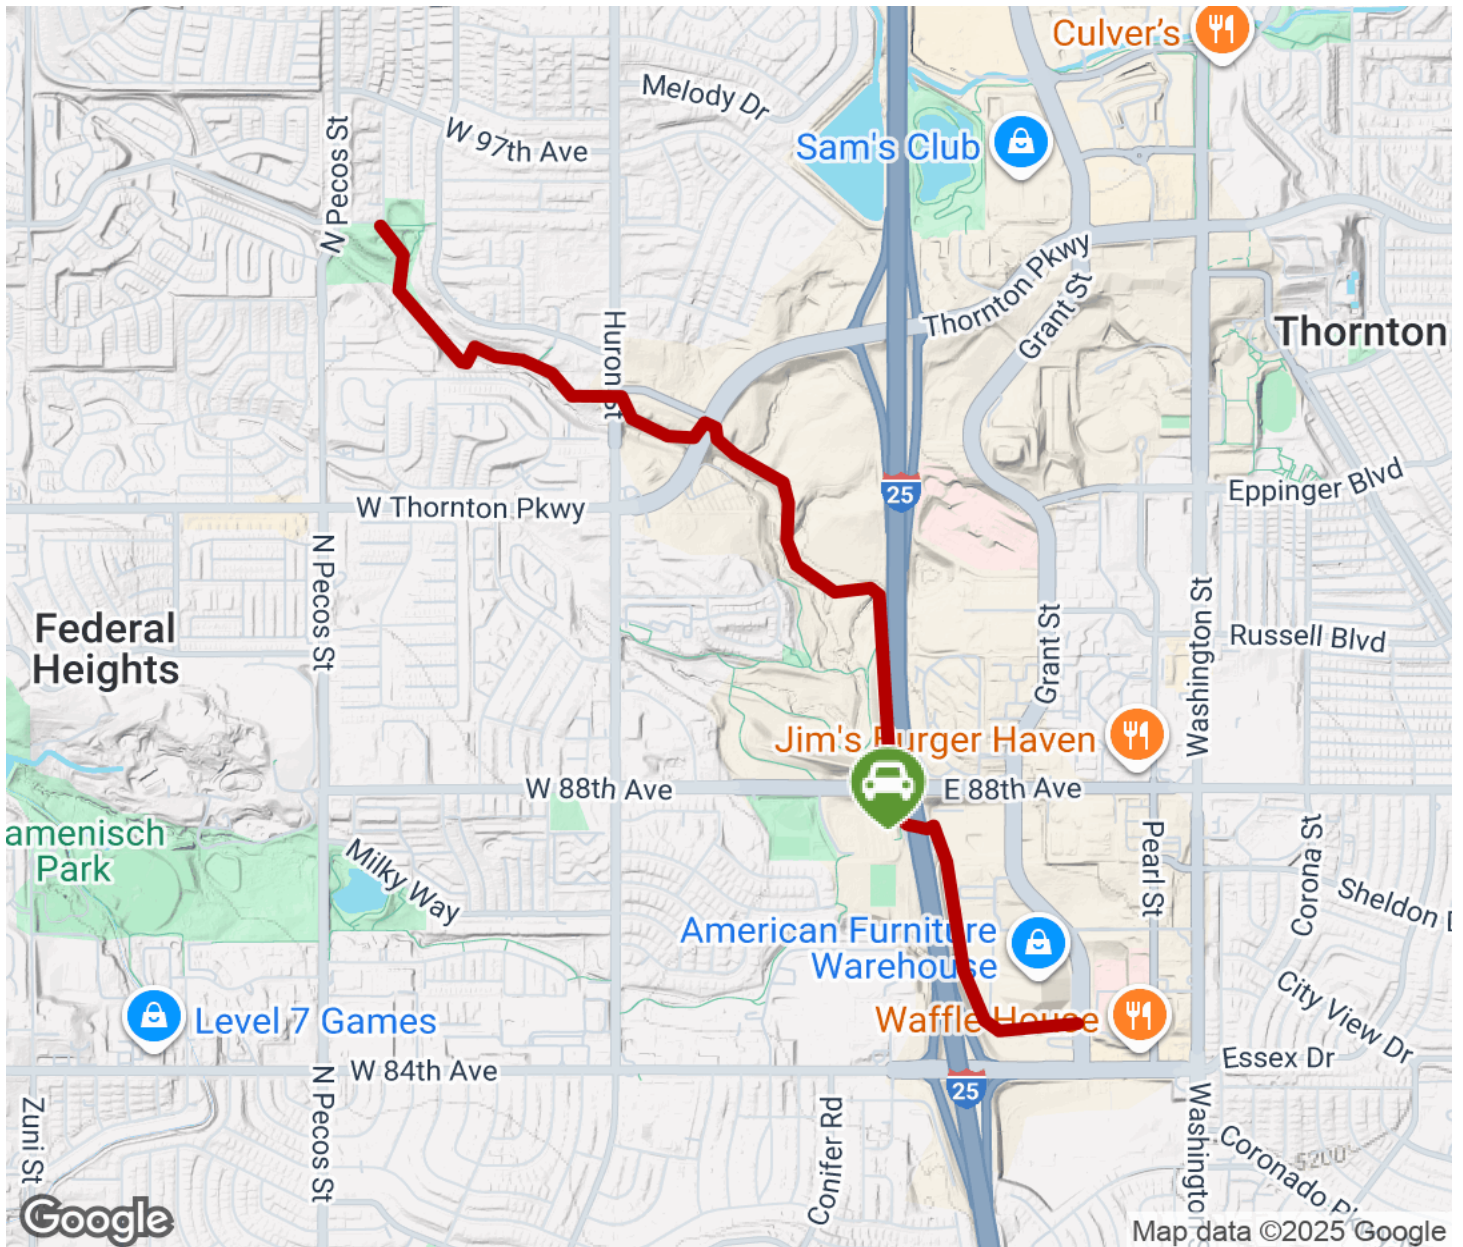 Culver's
Melody Dr
W 97th Ave
N Pecos St
Sam's Club
Thornton Pkwy
Grant St
Huron St
Thornton
25
W Thornton Pkwy
Eppinger Blvd
N Pecos St
Federal
Heights
Grant St
Washington St
Russell Blvd
Jim's Burger Haven
W 88th Ave
E 88th Ave
amenisch
Park
Milky Way
Pearl St
Corona St
Sheldon D
American Furniture
Warehouse
City View Dr
Level 7 Games
Waffle House
W 84th Ave
Essex Dr
25
Zuni St
N Pecos St
Conifer Rd
Washington
Coronado P
5200
Google
Map data ©2025 Google